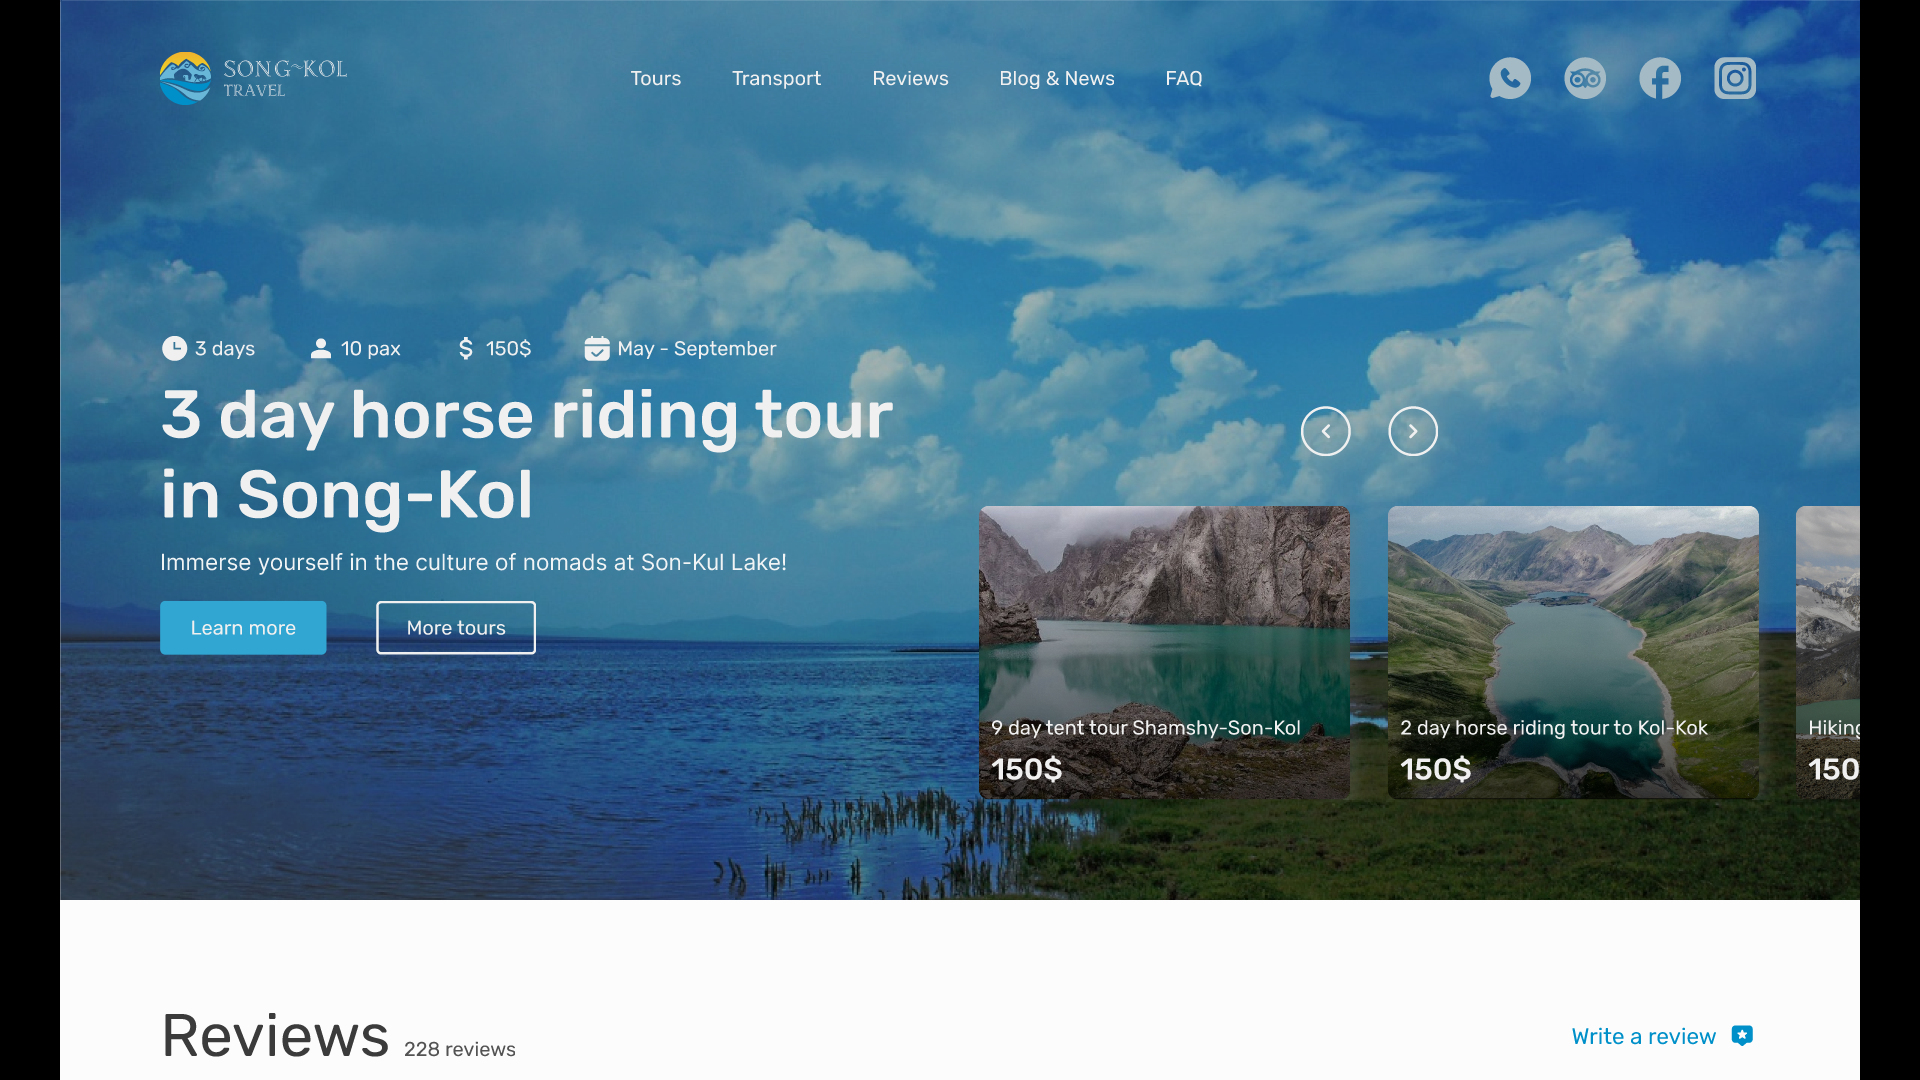 SONG~KOL
TRAVEL
Tours
Transport
Reviews
Blog & News
FAQ
3 days
10 pax
$ 150$
May - September
3 day horse riding tour
in Song-Kol
Immerse yourself in the culture of nomads at Son-Kul Lake!
Learn more
More tours
9 day tent tour Shamshy-Son-Kol
150$
2 day horse riding tour to Kol-Kok
150$
Hiking
150
Reviews
228 reviews
Write a review